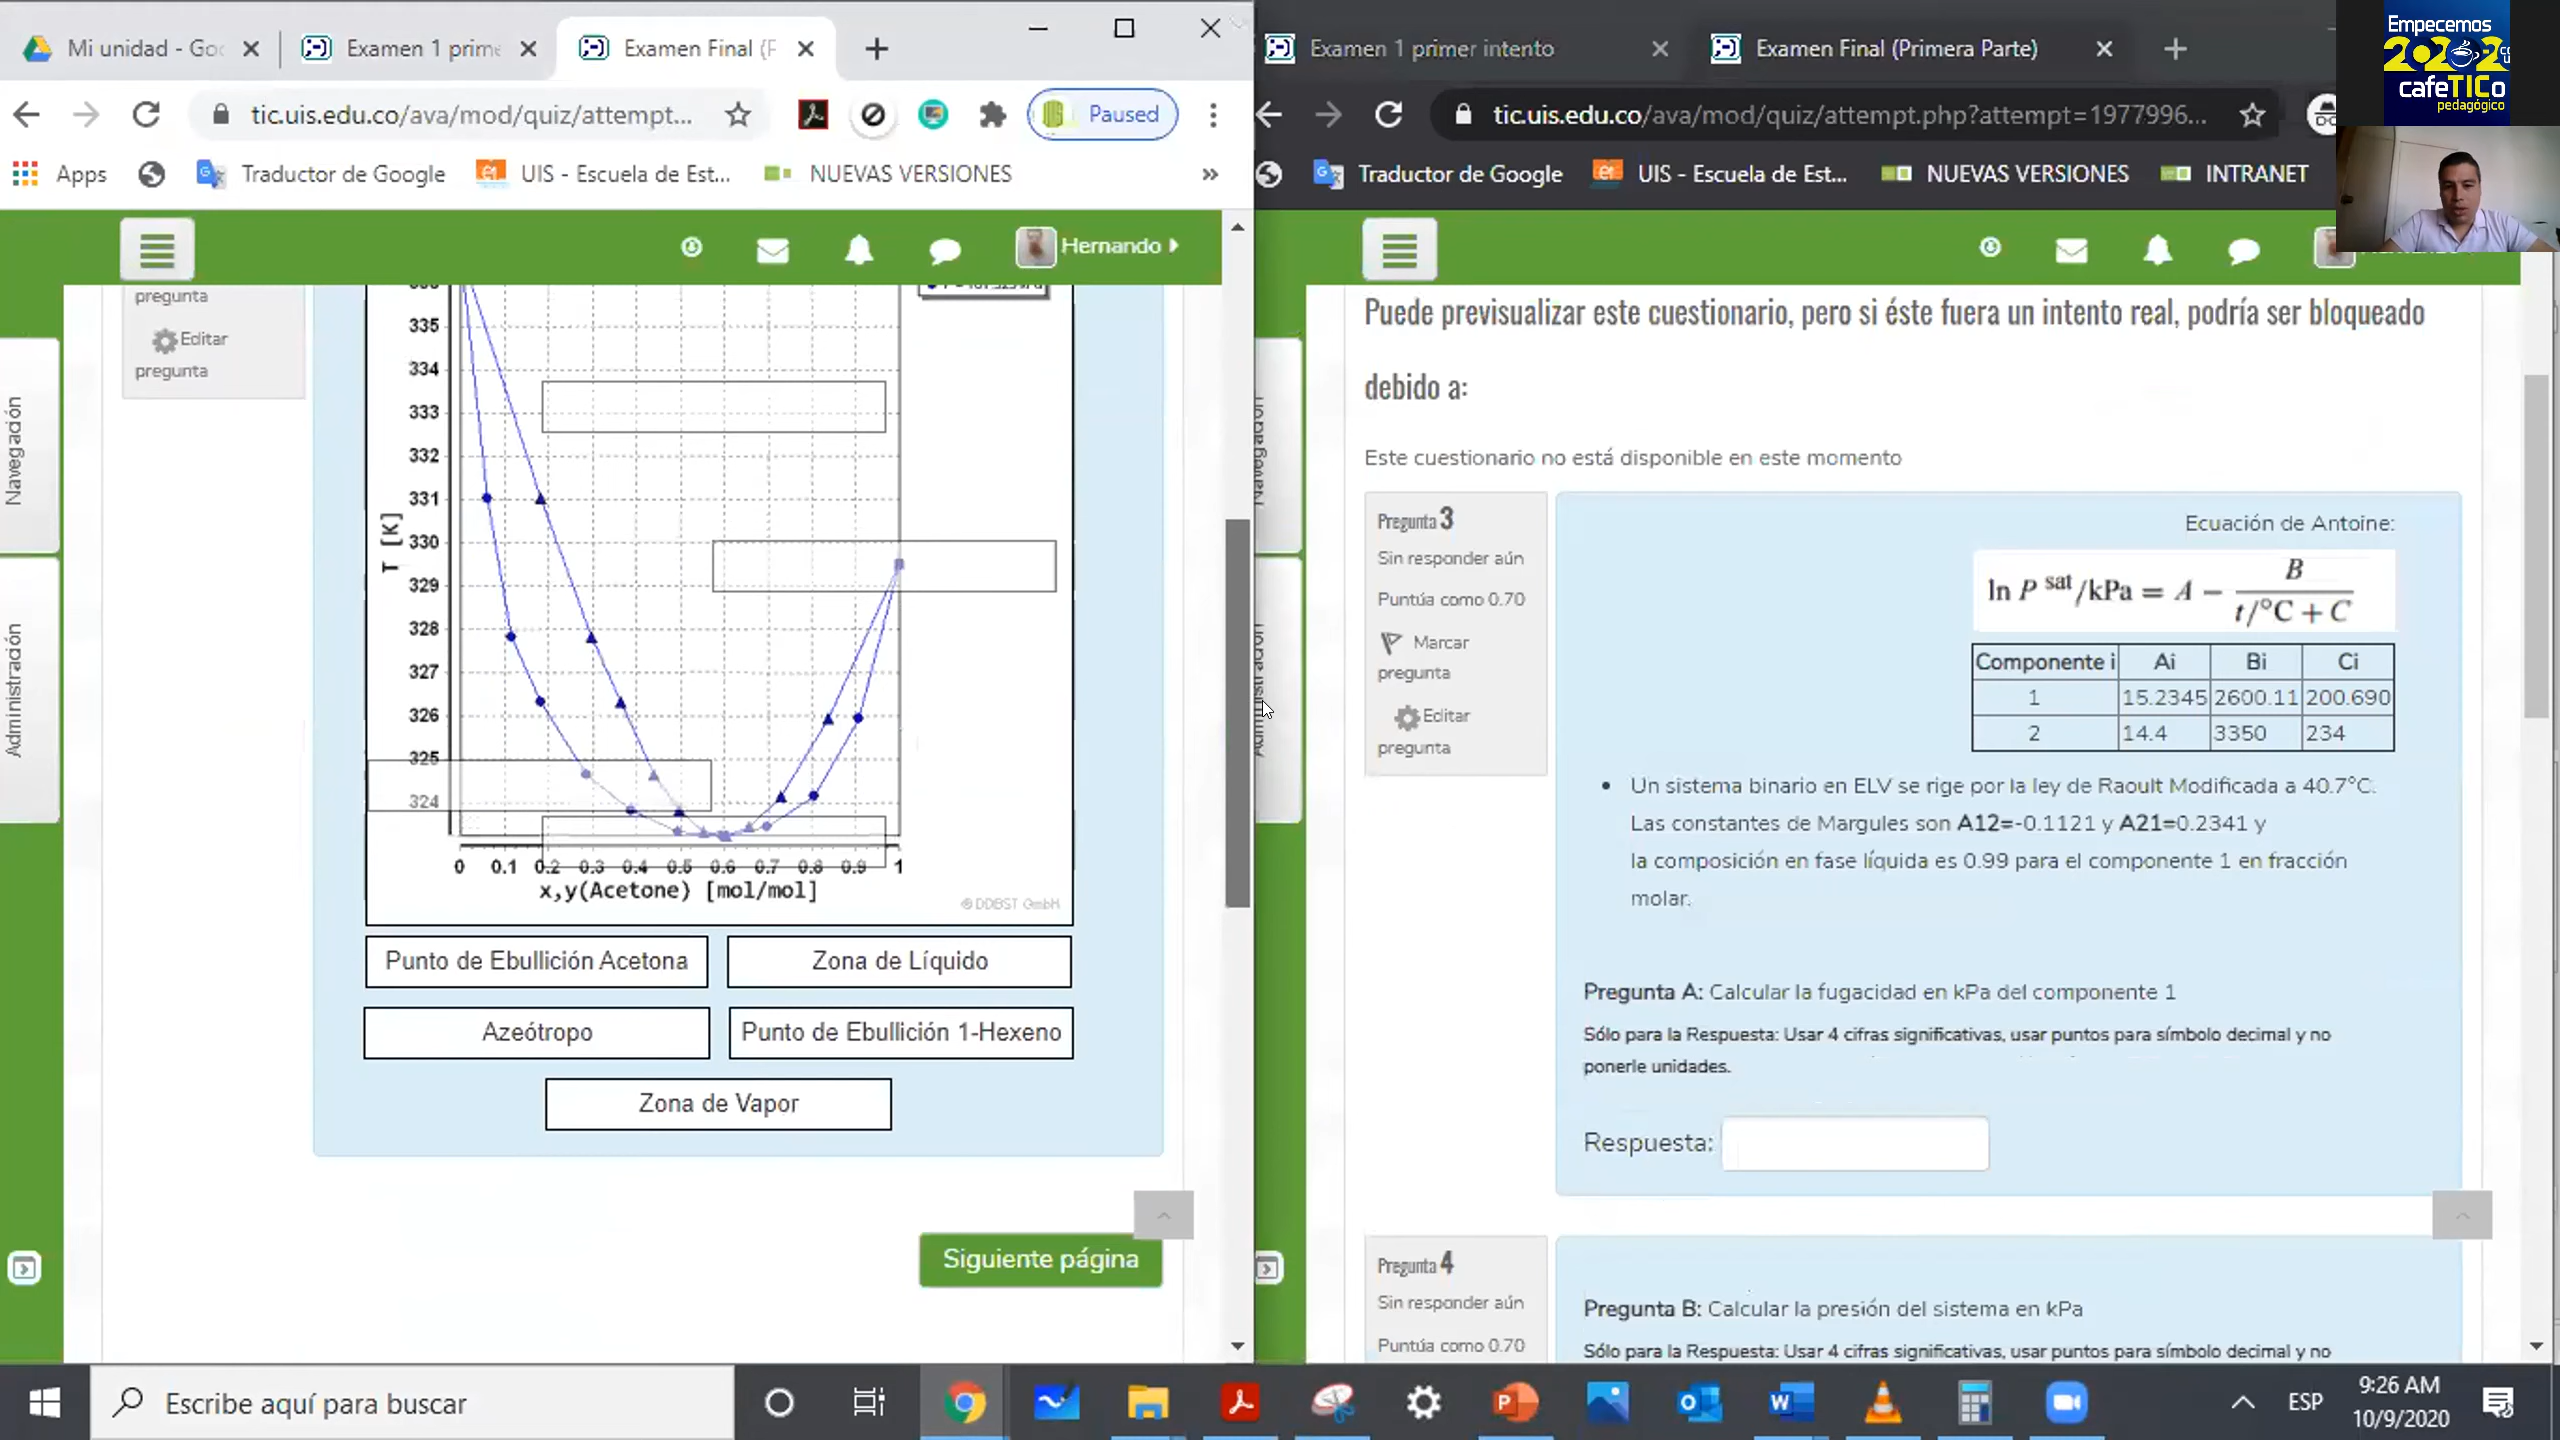 Mi unidad - Goo
Examen 1 prime
Examen Final (F
Examen 1 primer intento
Examen Final (Primera Parte)
Empecemos
2020-2
cafeTICo
pedagógico
tic.uis.edu.co/ava/mod/quiz/attempt...
Paused
tic.uis.edu.co/ava/mod/quiz/attempt.php?attempt=1977996...
Apps
Traductor de Google
UIS - Escuela de Est...
NUEVAS VERSIONES
»
Traductor de Google
UIS - Escuela de Est...
NUEVAS VERSIONES
INTRANET
Hernando
Navegación
Administración
pregunta
Editar
pregunta
335
334
333
332
331
330
329
328
327
326
325
324
T [K]
0 0.1 0.2 0.3 0.4 0.5 0.6 0.7 0.8 0.9 1
x,y(Acetone) [mol/mol]
© DDBST GmbH
Punto de Ebullición Acetona
Zona de Líquido
Azeótropo
Punto de Ebullición 1-Hexeno
Zona de Vapor
Siguiente página
Navegación
Administración
Puede previsualizar este cuestionario, pero si éste fuera un intento real, podría ser bloqueado
debido a:
Este cuestionario no está disponible en este momento
Pregunta 3
Sin responder aún
Puntúa como 0.70
Marcar
pregunta
Editar
pregunta
Ecuación de Antoine:
ln P sat/kPa = A − B / (t/°C + C)
Componente i Ai Bi Ci
1 15.2345 2600.11 200.690
2 14.4 3350 234
• Un sistema binario en ELV se rige por la ley de Raoult Modificada a 40.7°C.
Las constantes de Margules son A12=-0.1121 y A21=0.2341 y
la composición en fase líquida es 0.99 para el componente 1 en fracción
molar.
Pregunta A: Calcular la fugacidad en kPa del componente 1
Sólo para la Respuesta: Usar 4 cifras significativas, usar puntos para símbolo decimal y no
ponerle unidades.
Respuesta:
Pregunta 4
Sin responder aún
Puntúa como 0.70
Pregunta B: Calcular la presión del sistema en kPa
Sólo para la Respuesta: Usar 4 cifras significativas, usar puntos para símbolo decimal y no
Escribe aquí para buscar
ESP
9:26 AM
10/9/2020